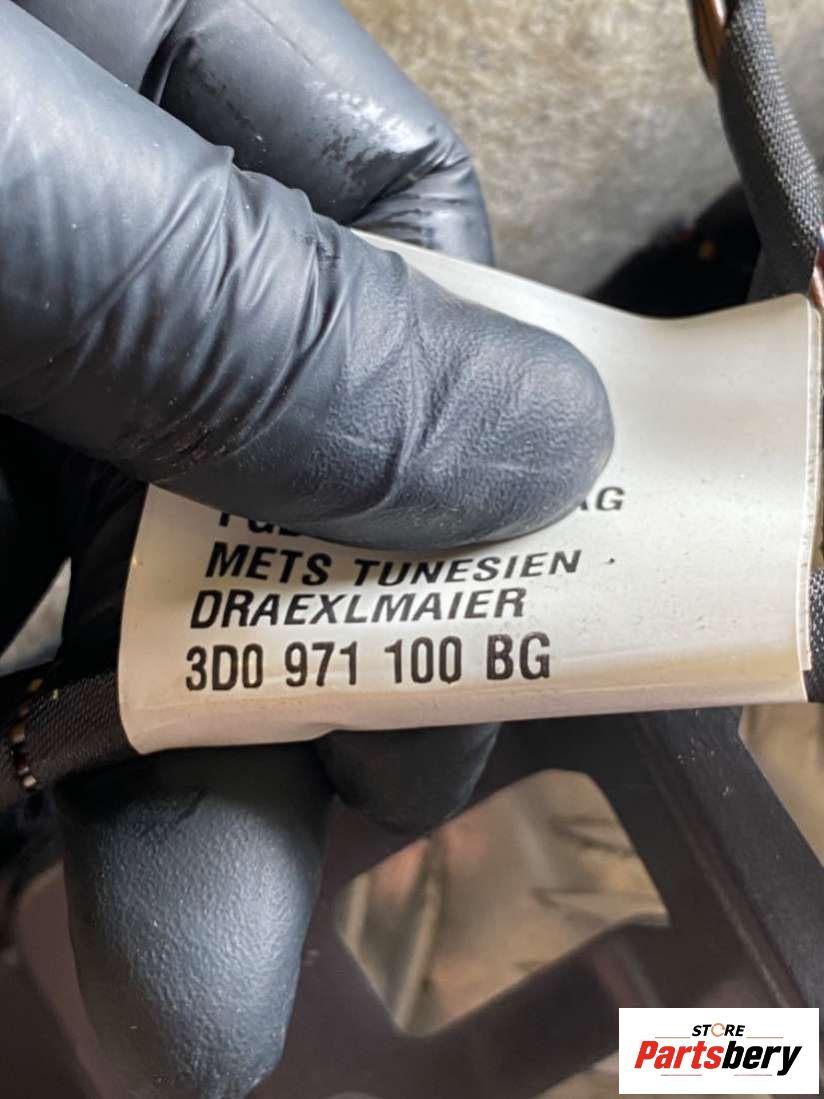 METS TUNESIEN
DRAEXLMAIER
3D0 971 100 BG
STORE
Partsbery